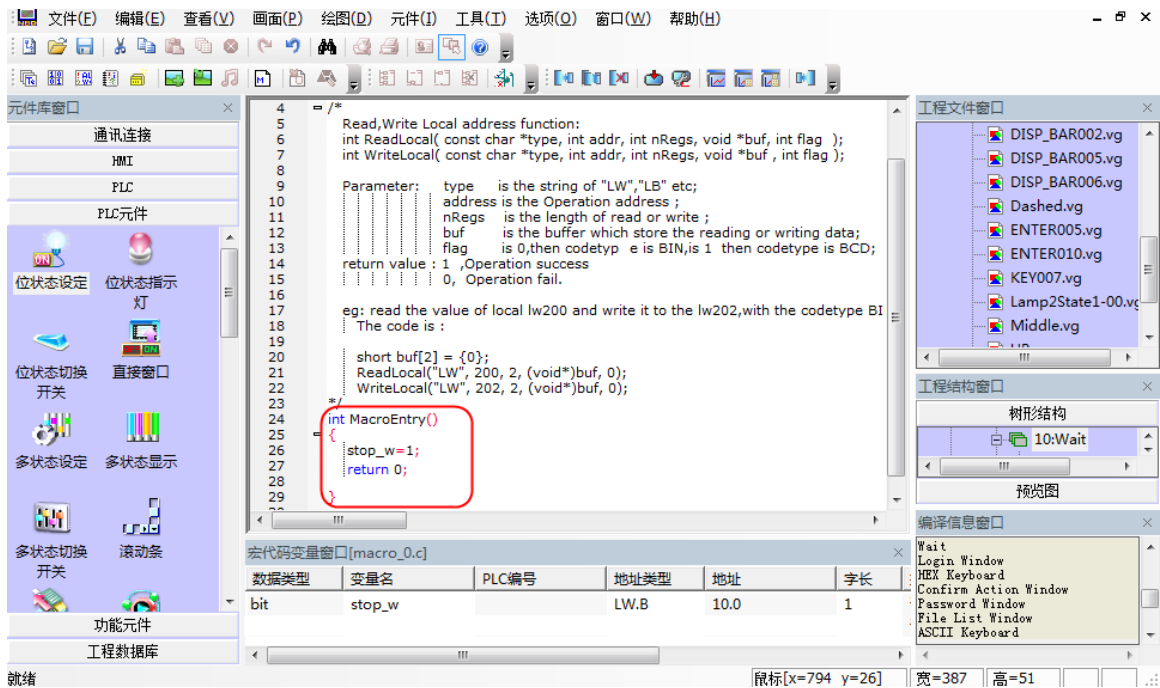 文件(F) 编辑(E) 查看(V) 画面(P) 绘图(D) 元件(I) 工具(T) 选项(O) 窗口(W) 帮助(H)
元件库窗口
通讯连接
HMI
PLC
PLC元件
位状态设定 位状态指示灯
位状态切换开关 直接窗口
多状态设定 多状态显示
多状态切换开关 滚动条
功能元件
工程数据库
4 /*
5 Read,Write Local address function:
6 int ReadLocal( const char *type, int addr, int nRegs, void *buf, int flag );
7 int WriteLocal( const char *type, int addr, int nRegs, void *buf , int flag );
8
9 Parameter: type is the string of "LW","LB" etc;
10 address is the Operation address ;
11 nRegs is the length of read or write ;
12 buf is the buffer which store the reading or writing data;
13 flag is 0,then codetyp e is BIN,is 1 then codetype is BCD;
14 return value : 1 ,Operation success
15 0, Operation fail.
16
17 eg: read the value of local lw200 and write it to the lw202,with the codetype BI
18 The code is :
19
20 short buf[2] = {0};
21 ReadLocal("LW", 200, 2, (void*)buf, 0);
22 WriteLocal("LW", 202, 2, (void*)buf, 0);
23 */
24 int MacroEntry()
25 {
26 stop_w=1;
27 return 0;
28
29 }
宏代码变量窗口[macro_0.c]
数据类型 变量名 PLC编号 地址类型 地址 字长
bit stop_w LW.B 10.0 1
工程文件窗口
DISP_BAR002.vg
DISP_BAR005.vg
DISP_BAR006.vg
Dashed.vg
ENTER005.vg
ENTER010.vg
KEY007.vg
Lamp2State1-00.vg
Middle.vg
工程结构窗口
树形结构
10:Wait
预览图
编译信息窗口
Wait
Login Window
HEX Keyboard
Confirm Action Window
Password Window
File List Window
ASCII Keyboard
就绪 鼠标[x=794 y=26] 宽=387 高=51